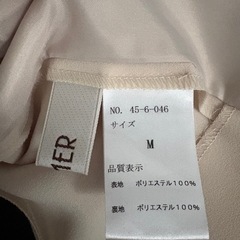 NO. 45-6-046
サイズ
M
品質表示
表地 ポリエステル100%
裏地 ポリエステル100%
MER